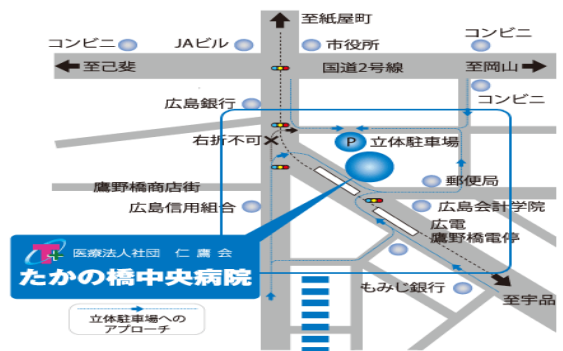 至紙屋町
コンビニ
JAビル
市役所
コンビニ
至己斐
国道2号線
至岡山
広島銀行
コンビニ
右折不可
P
立体駐車場
鷹野橋商店街
郵便局
広島信用組合
広島会計学院
広電
鷹野橋電停
医療法人社団 仁鷹会
たかの橋中央病院
もみじ銀行
至宇品
立体駐車場への
アプローチ